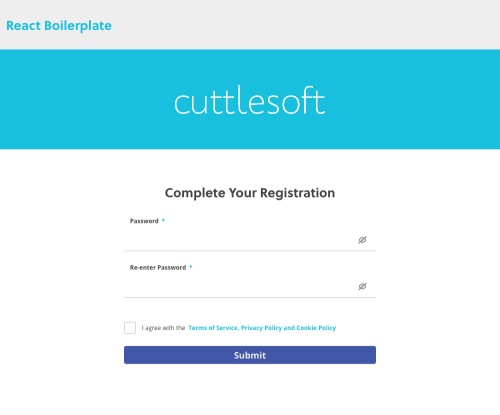 React Boilerplate
cuttlesoft
Complete Your Registration
Password *
Re-enter Password *
I agree with the Terms of Service, Privacy Policy and Cookie Policy
Submit